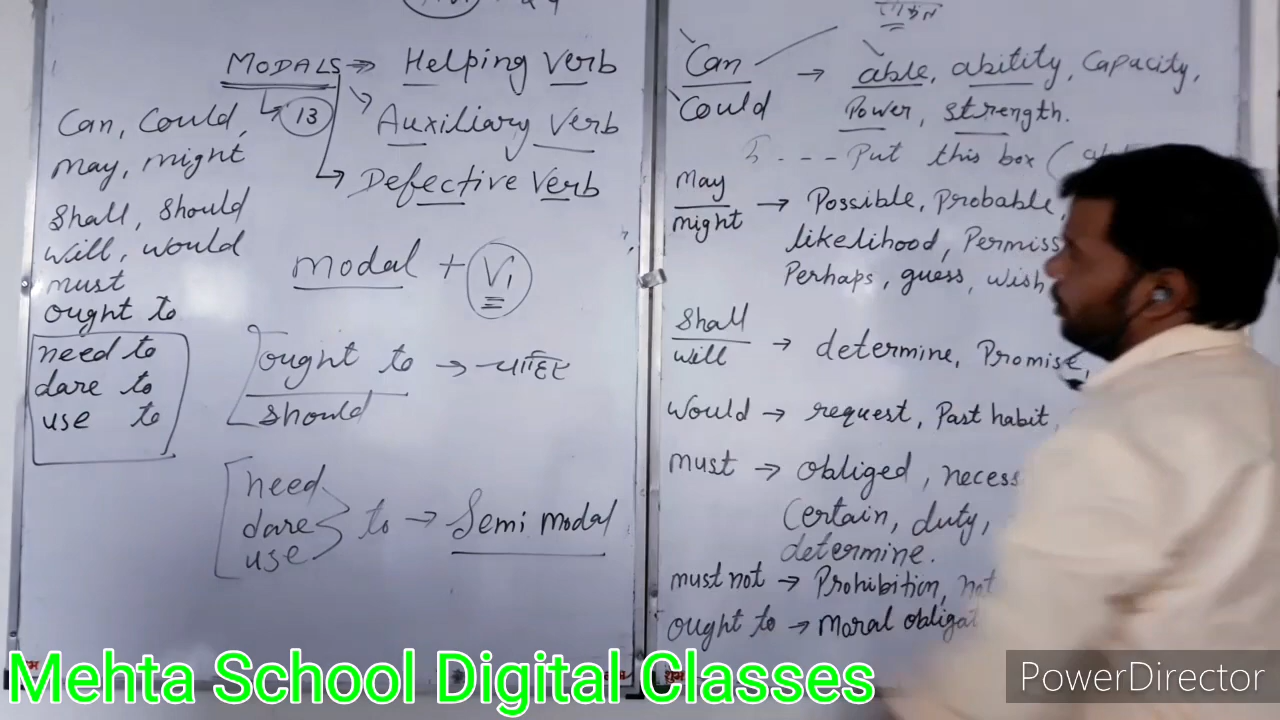 MODALS → Helping Verb
13
Auxiliary Verb
Defective Verb
Can, Could,
may, might
Shall, Should
will, would
must
ought to
need to
dare to
use to
modal + V1
ought to → चाहिए
should
need
dare
use
to → Semi modal
Can
Could
→ able, ability, Capacity,
Power, Strength.
Put this box
May
might
→ Possible, Probable,
likelihood,
Perhaps, guess, wish
Shall
will
→ determine, Promise,
would → request, Past habit,
must → Obliged,
Certain, duty,
determine.
must not → Prohibition,
ought to → moral
Mehta School Digital Classes
PowerDirector